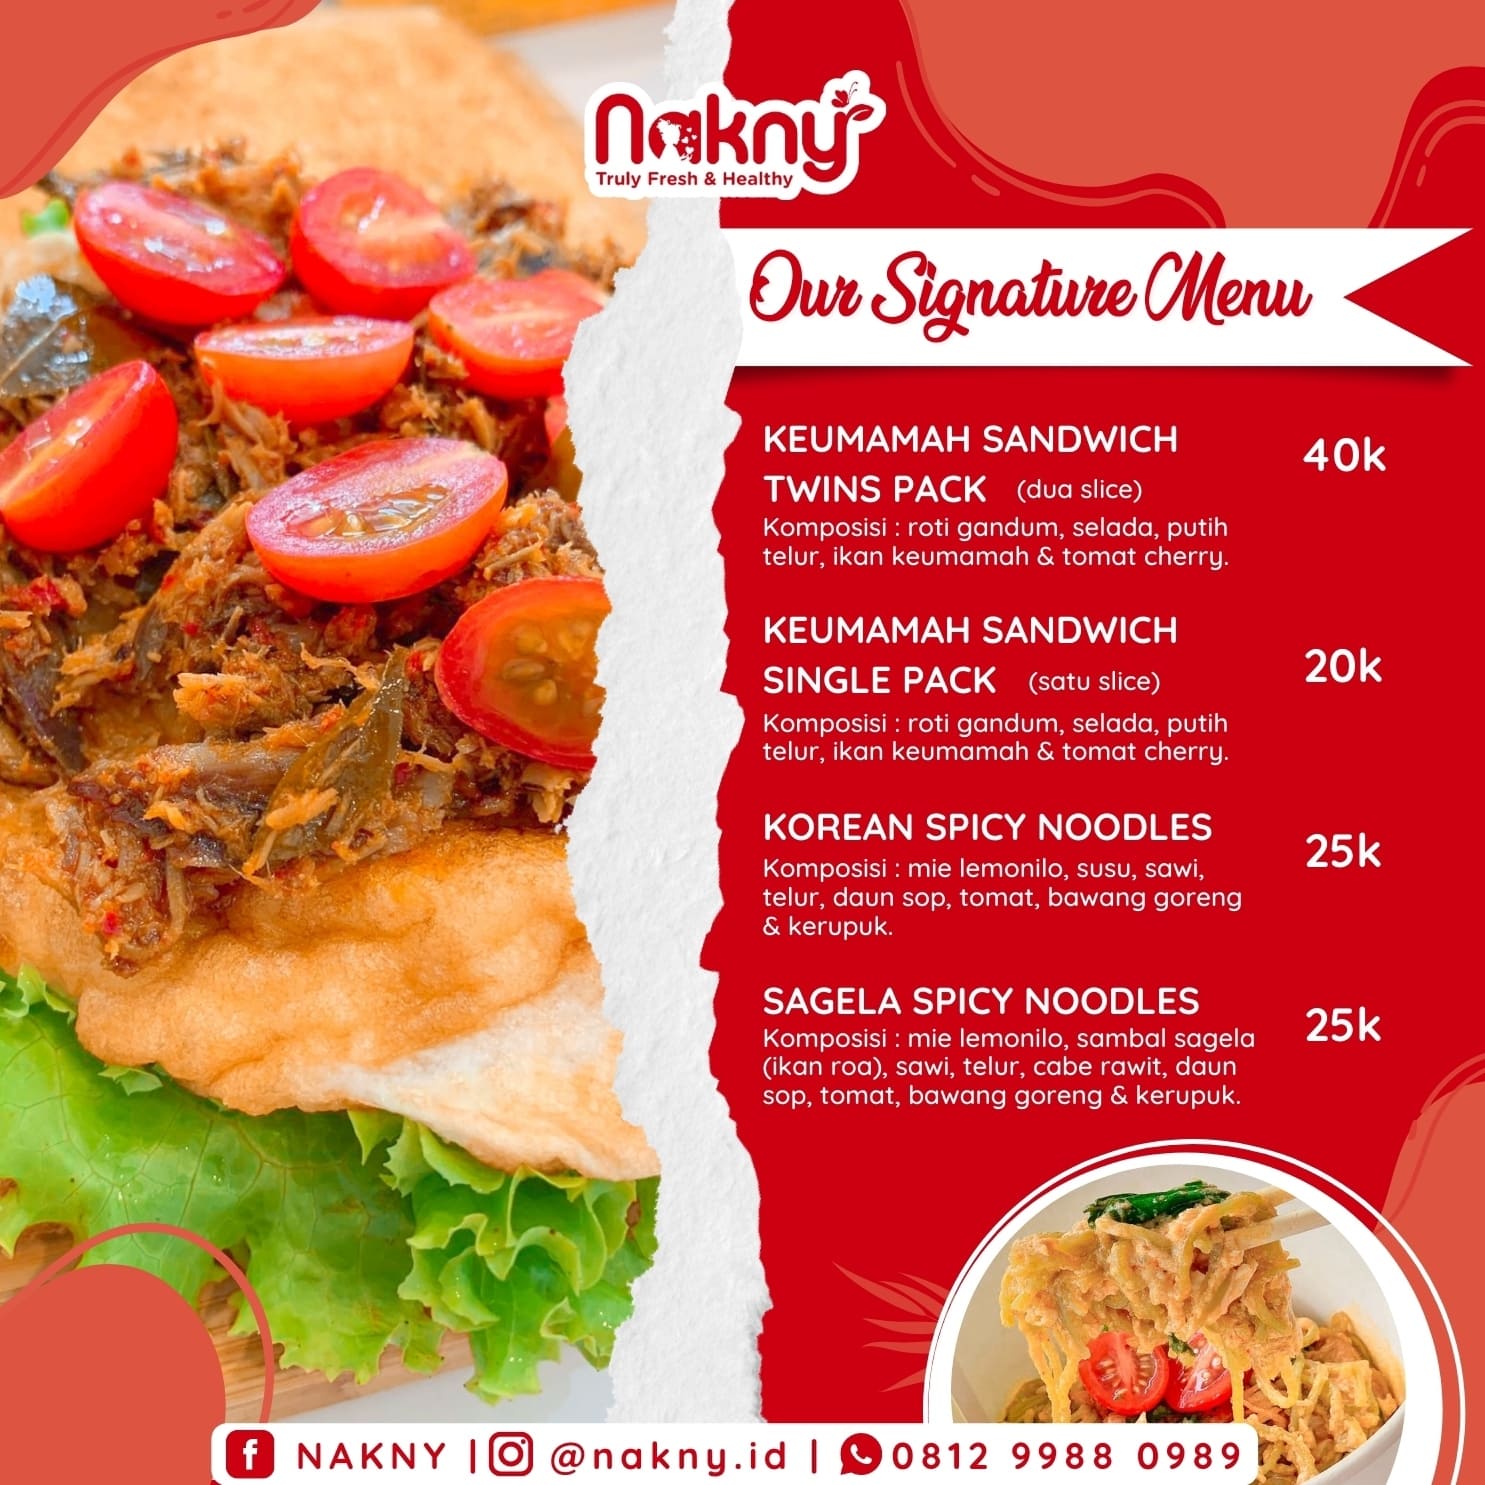 Nakny
Truly Fresh & Healthy
Our Signature Menu
KEUMAMAH SANDWICH
TWINS PACK (dua slice)
40k
Komposisi : roti gandum, selada, putih
telur, ikan keumamah & tomat cherry.
KEUMAMAH SANDWICH
SINGLE PACK (satu slice)
20k
Komposisi : roti gandum, selada, putih
telur, ikan keumamah & tomat cherry.
KOREAN SPICY NOODLES
25k
Komposisi : mie lemonilo, susu, sawi,
telur, daun sop, tomat, bawang goreng
& kerupuk.
SAGELA SPICY NOODLES
25k
Komposisi : mie lemonilo, sambal sagela
(ikan roa), sawi, telur, cabe rawit, daun
sop, tomat, bawang goreng & kerupuk.
f NAKNY | @nakny.id | 0812 9988 0989